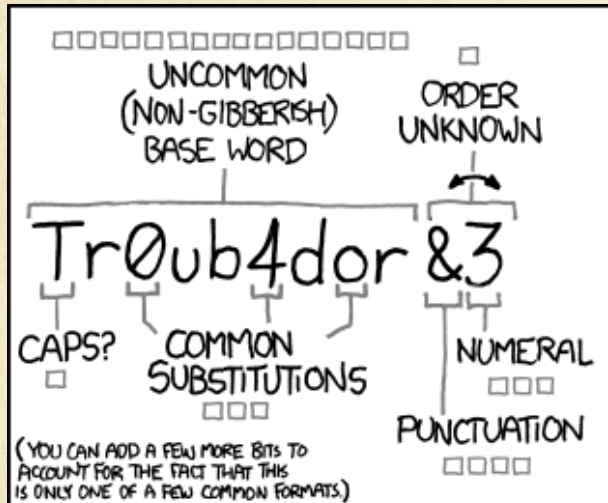 UNCOMMON
(NON-GIBBERISH)
BASE WORD
ORDER
UNKNOWN
Tr0ub4dor &3
CAPS?
COMMON
SUBSTITUTIONS
NUMERAL
PUNCTUATION
(YOU CAN ADD A FEW MORE BITS TO
ACCOUNT FOR THE FACT THAT THIS
IS ONLY ONE OF A FEW COMMON FORMATS.)